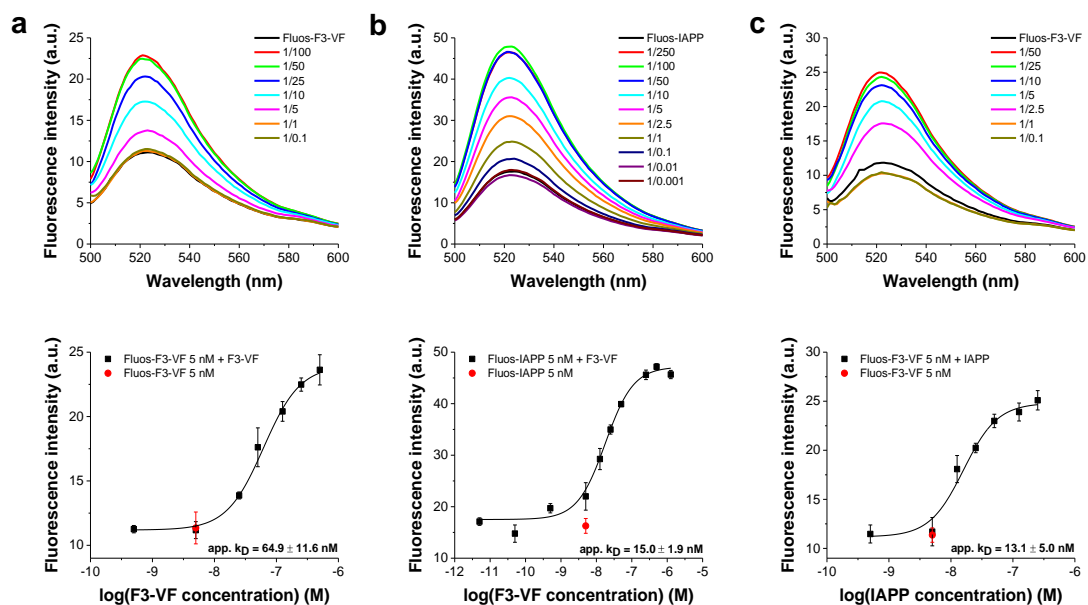 a
Fluorescence intensity (a.u.)
25
20
15
10
5
0
500 520 540 560 580 600
Wavelength (nm)
Fluos-F3-VF
1/100
1/50
1/25
1/10
1/5
1/1
1/0.1
b
Fluorescence intensity (a.u.)
50
40
30
20
10
0
500 520 540 560 580 600
Wavelength (nm)
Fluos-IAPP
1/250
1/100
1/50
1/10
1/5
1/2.5
1/1
1/0.1
1/0.01
1/0.001
c
Fluorescence intensity (a.u.)
30
25
20
15
10
5
0
500 520 540 560 580 600
Wavelength (nm)
Fluos-F3-VF
1/50
1/25
1/10
1/5
1/2.5
1/1
1/0.1
Fluorescence intensity (a.u.)
25
20
15
10
Fluos-F3-VF 5 nM + F3-VF
Fluos-F3-VF 5 nM
app. kD = 64.9 ± 11.6 nM
-10 -9 -8 -7 -6
log(F3-VF concentration) (M)
Fluorescence intensity (a.u.)
50
40
30
20
10
Fluos-IAPP 5 nM + F3-VF
Fluos-IAPP 5 nM
app. kD = 15.0 ± 1.9 nM
-12 -11 -10 -9 -8 -7 -6 -5
log(F3-VF concentration) (M)
Fluorescence intensity (a.u.)
30
25
20
15
10
Fluos-F3-VF 5 nM + IAPP
Fluos-F3-VF 5 nM
app. kD = 13.1 ± 5.0 nM
-10 -9 -8 -7 -6
log(IAPP concentration) (M)